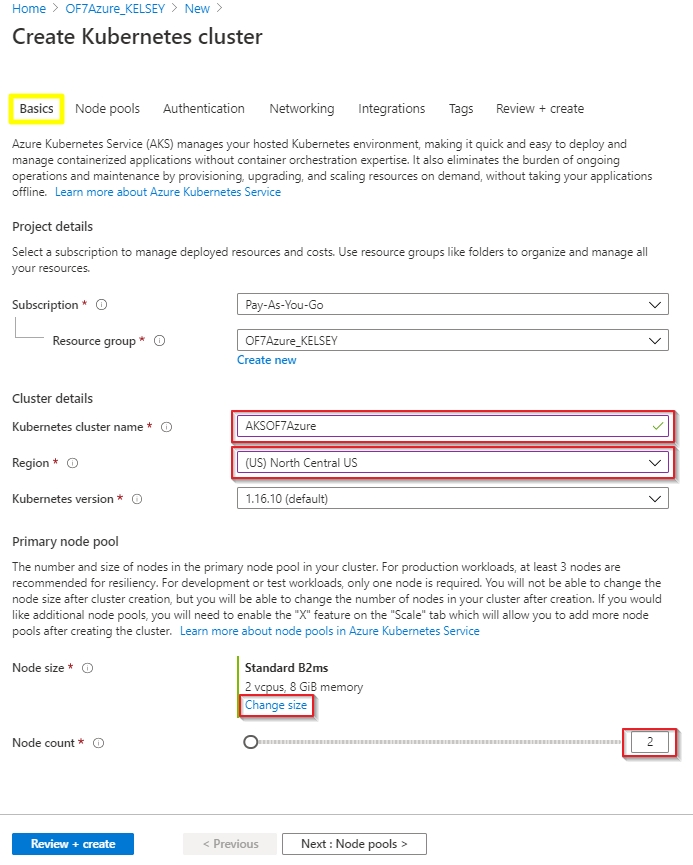 Home > OF7Azure_KELSEY > New >
Create Kubernetes cluster
Basics Node pools Authentication Networking Integrations Tags Review + create
Azure Kubernetes Service (AKS) manages your hosted Kubernetes environment, making it quick and easy to deploy and
manage containerized applications without container orchestration expertise. It also eliminates the burden of ongoing
operations and maintenance by provisioning, upgrading, and scaling resources on demand, without taking your applications
offline. Learn more about Azure Kubernetes Service
Project details
Select a subscription to manage deployed resources and costs. Use resource groups like folders to organize and manage all
your resources.
Subscription * Pay-As-You-Go
Resource group * OF7Azure_KELSEY
Create new
Cluster details
Kubernetes cluster name * AKSOF7Azure
Region * (US) North Central US
Kubernetes version * 1.16.10 (default)
Primary node pool
The number and size of nodes in the primary node pool in your cluster. For production workloads, at least 3 nodes are
recommended for resiliency. For development or test workloads, only one node is required. You will not be able to change the
node size after cluster creation, but you will be able to change the number of nodes in your cluster after creation. If you would
like additional node pools, you will need to enable the "X" feature on the "Scale" tab which will allow you to add more node
pools after creating the cluster. Learn more about node pools in Azure Kubernetes Service
Node size * Standard B2ms
2 vcpus, 8 GiB memory
Change size
Node count * 2
Review + create < Previous Next : Node pools >